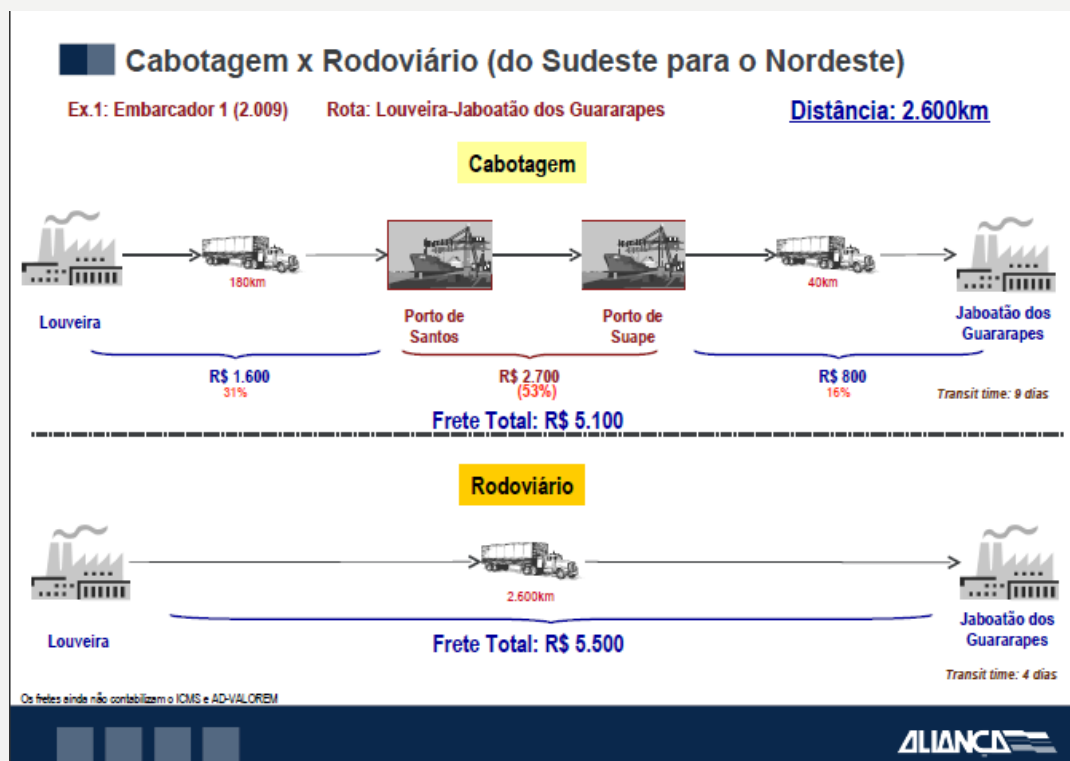 Cabotagem x Rodoviário (do Sudeste para o Nordeste)
Ex.1: Embarcador 1 (2.009) Rota: Louveira-Jaboatão dos Guararapes Distância: 2.600km
Cabotagem
180km
40km
Louveira
Porto de
Santos
Porto de
Suape
Jaboatão dos
Guararapes
R$ 1.600
31%
R$ 2.700
(53%)
R$ 800
16%
Transit time: 9 dias
Frete Total: R$ 5.100
Rodoviário
2.600km
Louveira
Frete Total: R$ 5.500
Jaboatão dos
Guararapes
Transit time: 4 dias
Os fretes ainda não contabilizam o ICMS e AD-VALOREM
ALIANÇA